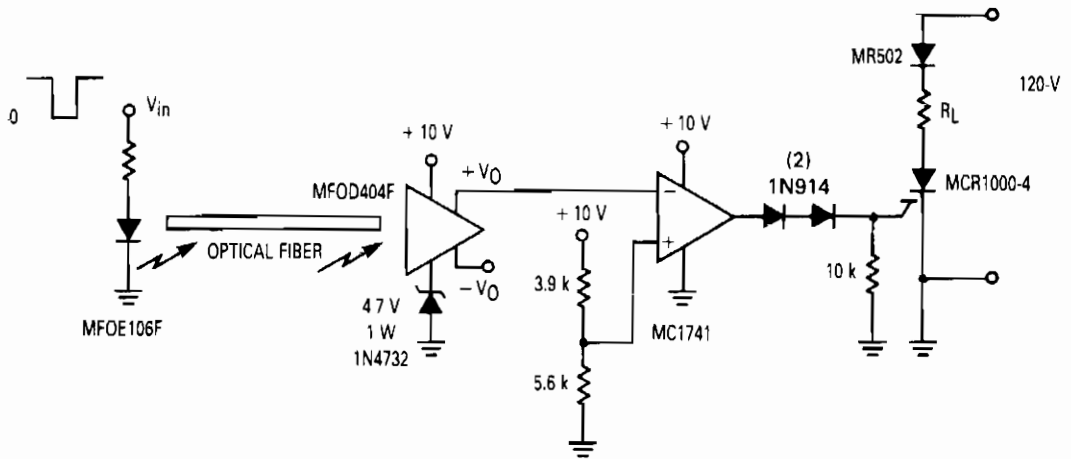 0
Vin
MFOE106F
OPTICAL FIBER
MFOD404F
+ 10 V
+VO
−VO
4 7 V
1 W
1N4732
+ 10 V
3.9 k
5.6 k
+ 10 V
−
+
MC1741
(2)
1N914
10 k
MR502
RL
MCR1000-4
120-V